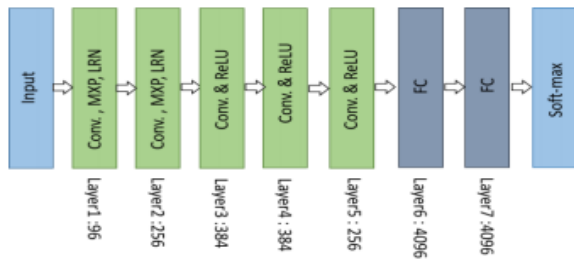 Input
Conv. , MXP, LRN
Conv. , MXP, LRN
Conv. & ReLU
Conv. & ReLU
Conv. & ReLU
FC
FC
Soft-max
Layer1 :96
Layer2 :256
Layer3 :384
Layer4 : 384
Layer5 : 256
Layer6 : 4096
Layer7 :4096